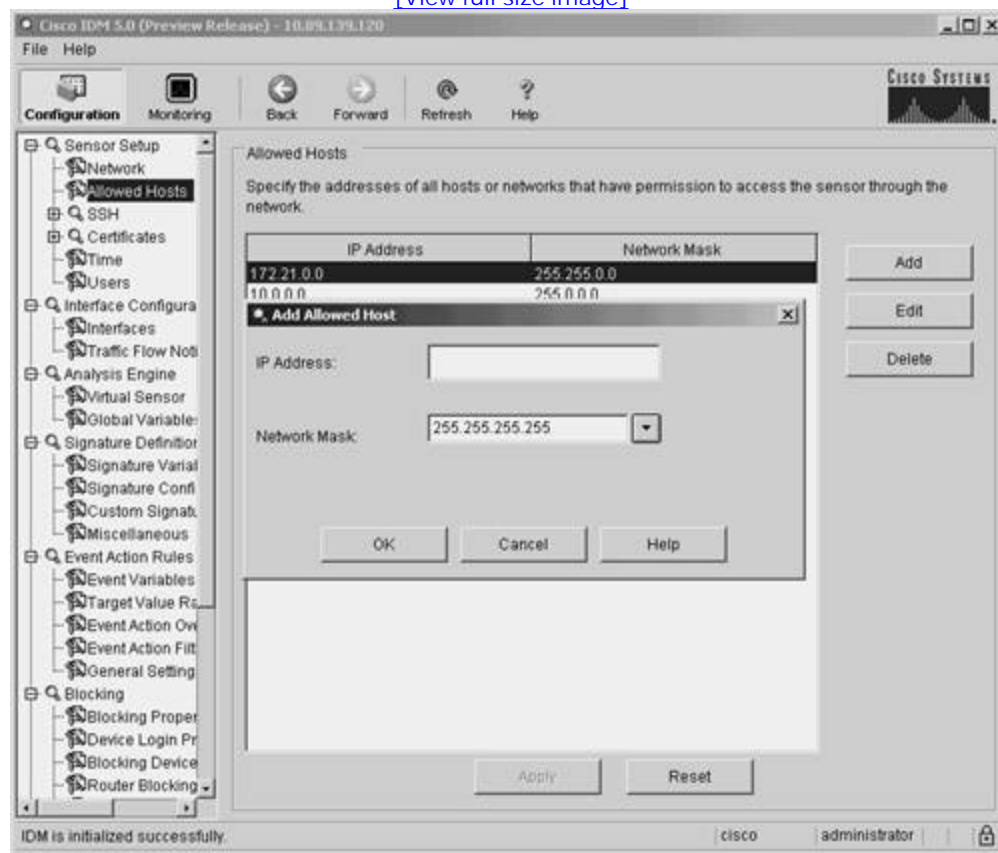 [View full size image]
Cisco IDM 5.0 (Preview Release) - 10.89.139.120
File Help
Configuration Monitoring Back Forward Refresh Help
CISCO SYSTEMS
Sensor Setup
Network
Allowed Hosts
SSH
Certificates
Time
Users
Interface Configura
Interfaces
Traffic Flow Noti
Analysis Engine
Virtual Sensor
Global Variable
Signature Definition
Signature Varial
Signature Confi
Custom Signatu
Miscellaneous
Event Action Rules
Event Variables
Target Value Ra
Event Action Ove
Event Action Filt
General Setting
Blocking
Blocking Proper
Device Login Pr
Blocking Device
Router Blocking
Allowed Hosts
Specify the addresses of all hosts or networks that have permission to access the sensor through the
network.
IP Address Network Mask
172.21.0.0 255.255.0.0
10.0.0.0 255.0.0.0
Add
Edit
Delete
Add Allowed Host
IP Address:
Network Mask: 255.255.255.255
OK Cancel Help
Apply Reset
IDM is initialized successfully. cisco administrator